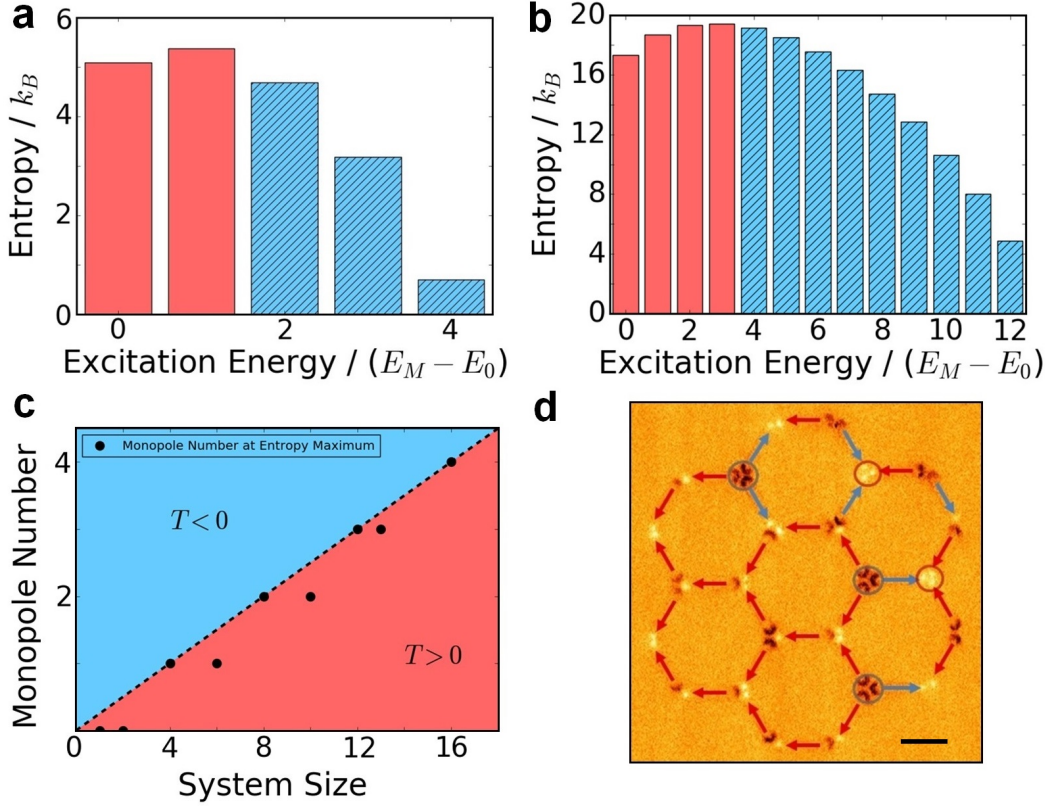 a
Entropy / k_B
6
4
2
0
0
2
4
Excitation Energy / (E_M − E_0)
b
Entropy / k_B
20
16
12
8
4
0
0
2
4
6
8
10
12
Excitation Energy / (E_M − E_0)
c
Monopole Number
4
2
Monopole Number at Entropy Maximum
T<0
T>0
0
4
8
12
16
System Size
d